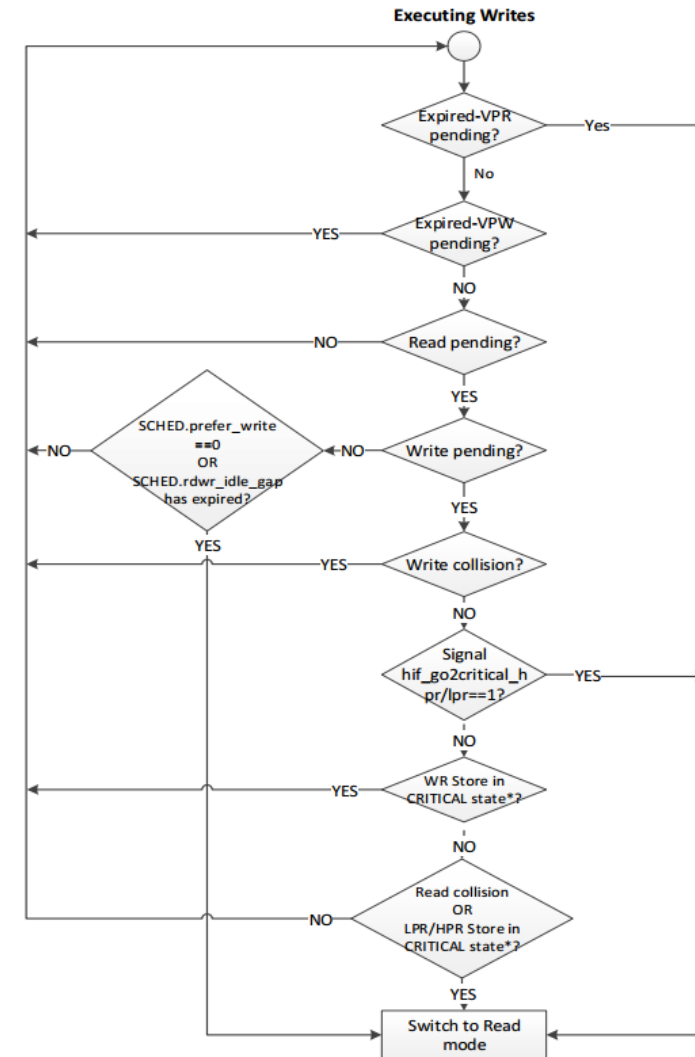 Executing Writes
Expired-VPR
pending?
Yes
No
Expired-VPW
pending?
YES
NO
Read pending?
NO
YES
SCHED.prefer_write
==0
OR
SCHED.rdwr_idle_gap
has expired?
NO
NO
Write pending?
YES
YES
Write collision?
YES
NO
Signal
hif_go2critical_h
pr/lpr==1?
YES
NO
WR Store in
CRITICAL state*?
YES
NO
Read collision
OR
LPR/HPR Store in
CRITICAL state*?
NO
YES
Switch to Read
mode